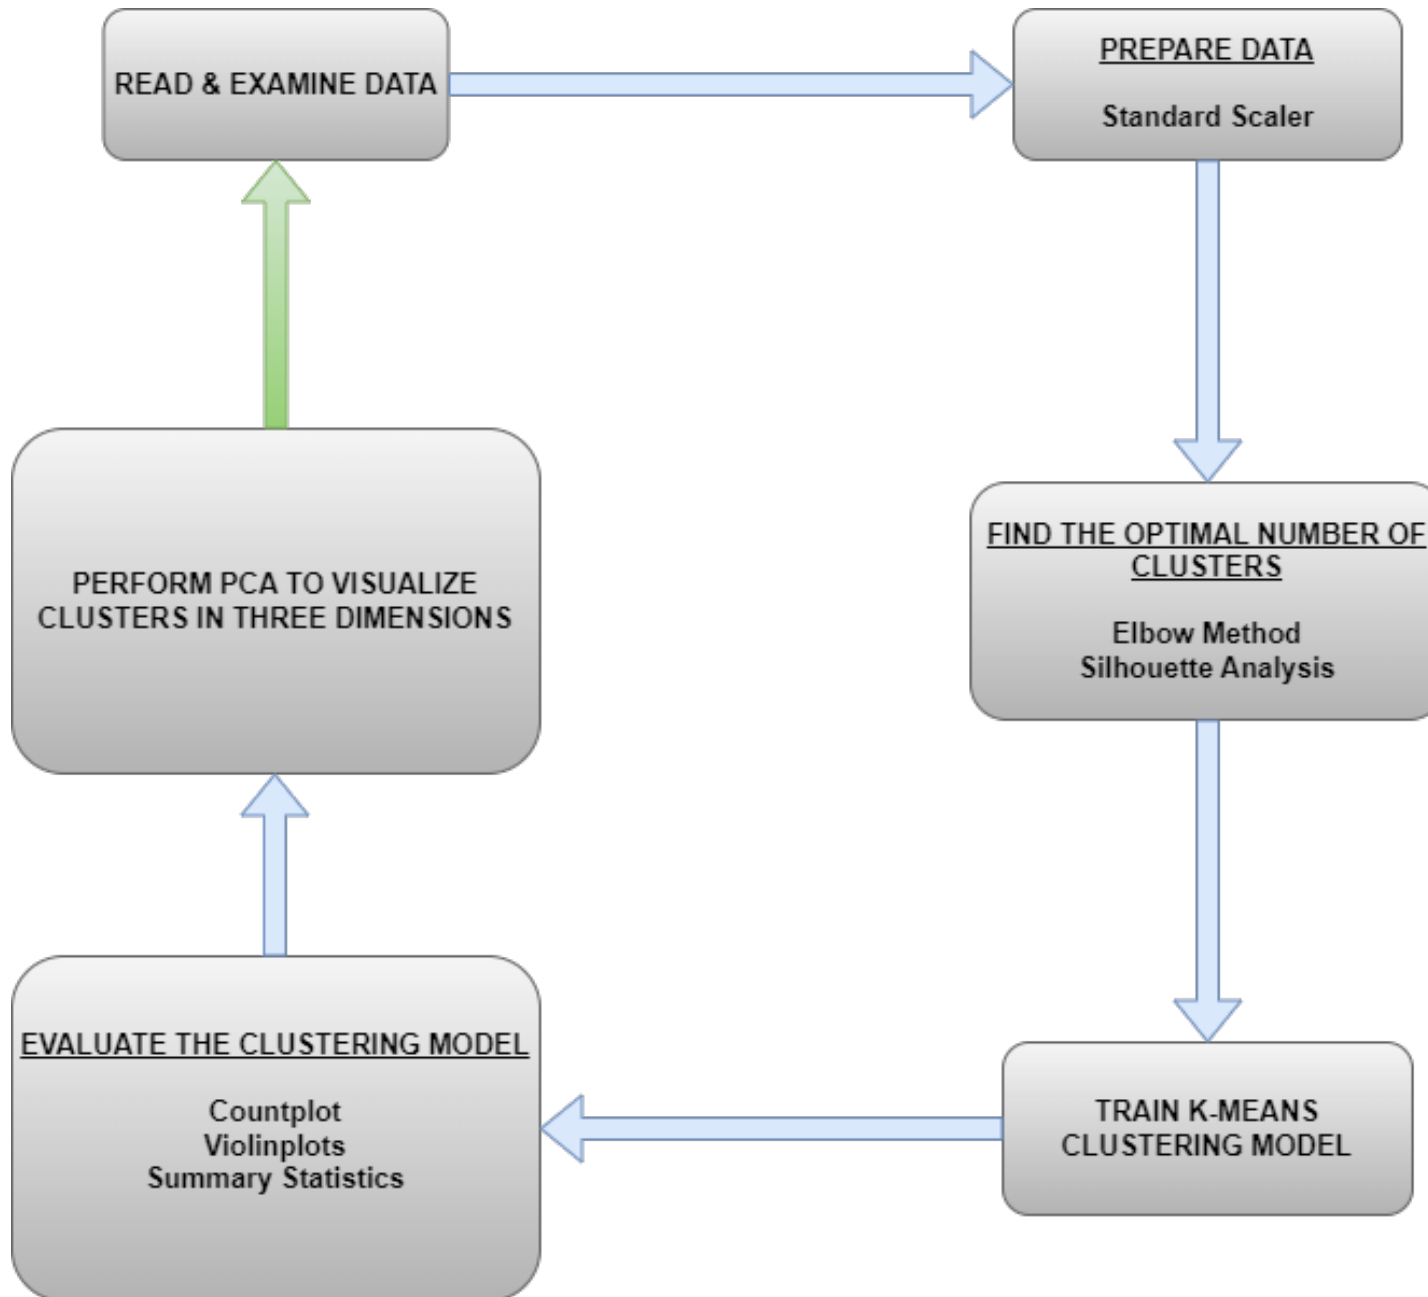 READ & EXAMINE DATA
PREPARE DATA
Standard Scaler
FIND THE OPTIMAL NUMBER OF
CLUSTERS
Elbow Method
Silhouette Analysis
TRAIN K-MEANS
CLUSTERING MODEL
EVALUATE THE CLUSTERING MODEL
Countplot
Violinplots
Summary Statistics
PERFORM PCA TO VISUALIZE
CLUSTERS IN THREE DIMENSIONS